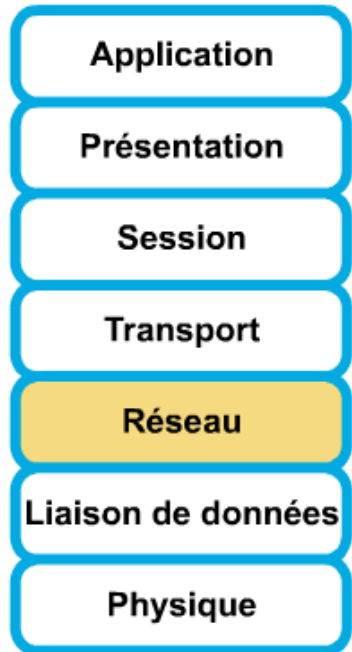 Application
Présentation
Session
Transport
Réseau
Liaison de données
Physique